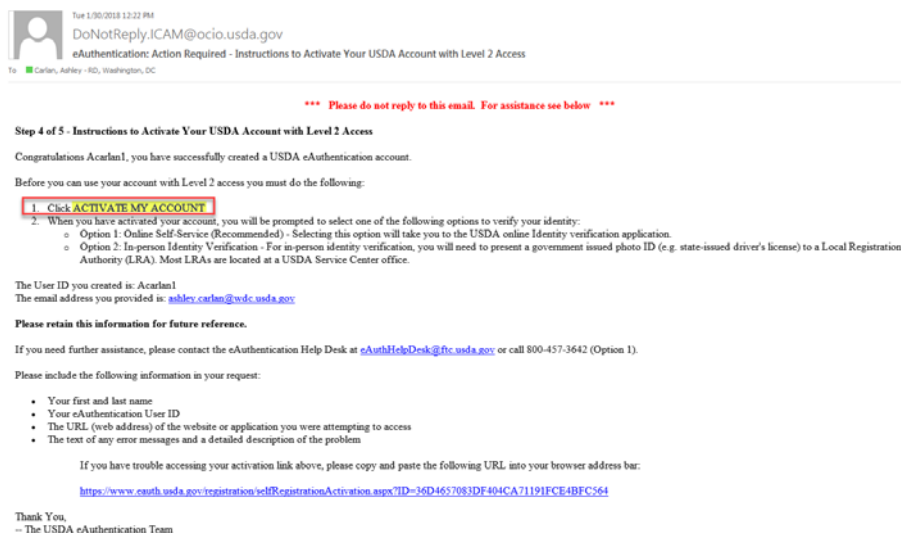 Tue 1/30/2018 12:22 PM
DoNotReply.ICAM@ocio.usda.gov
eAuthentication: Action Required - Instructions to Activate Your USDA Account with Level 2 Access
To Carlan, Ashley - RD, Washington, DC
*** Please do not reply to this email. For assistance see below ***
Step 4 of 5 - Instructions to Activate Your USDA Account with Level 2 Access
Congratulations Acarlan1, you have successfully created a USDA eAuthentication account.
Before you can use your account with Level 2 access you must do the following:
1. Click ACTIVATE MY ACCOUNT
2. When you have activated your account, you will be prompted to select one of the following options to verify your identity:
o Option 1: Online Self-Service (Recommended) - Selecting this option will take you to the USDA online Identity verification application.
o Option 2: In-person Identity Verification - For in-person identity verification, you will need to present a government issued photo ID (e.g. state-issued driver's license) to a Local Registration
Authority (LRA). Most LRAs are located at a USDA Service Center office.
The User ID you created is: Acarlan1
The email address you provided is: ashley.carlan@wdc.usda.gov
Please retain this information for future reference.
If you need further assistance, please contact the eAuthentication Help Desk at eAuthHelpDesk@ftc.usda.gov or call 800-457-3642 (Option 1).
Please include the following information in your request:
• Your first and last name
• Your eAuthentication User ID
• The URL (web address) of the website or application you were attempting to access
• The text of any error messages and a detailed description of the problem
If you have trouble accessing your activation link above, please copy and paste the following URL into your browser address bar:
https://www.eauth.usda.gov/registration/selfRegistrationActivation.aspx?ID=36D4657083DF404CA71191FCE4BFC564
Thank You,
-- The USDA eAuthentication Team